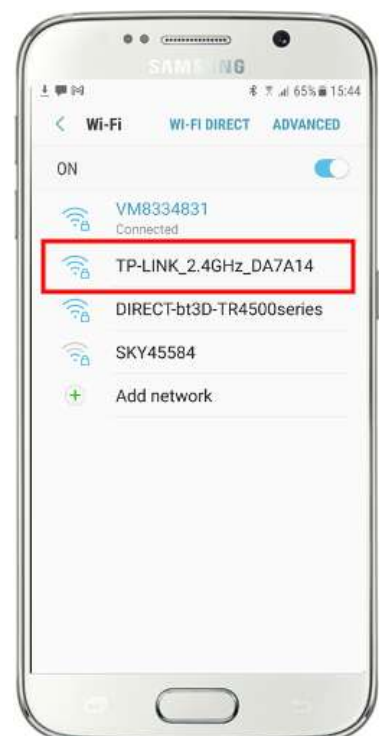 SAMSUNG
65% 15:44
< Wi-Fi WI-FI DIRECT ADVANCED
ON
VM8334831
Connected
TP-LINK_2.4GHz_DA7A14
DIRECT-bt3D-TR4500series
SKY45584
+ Add network